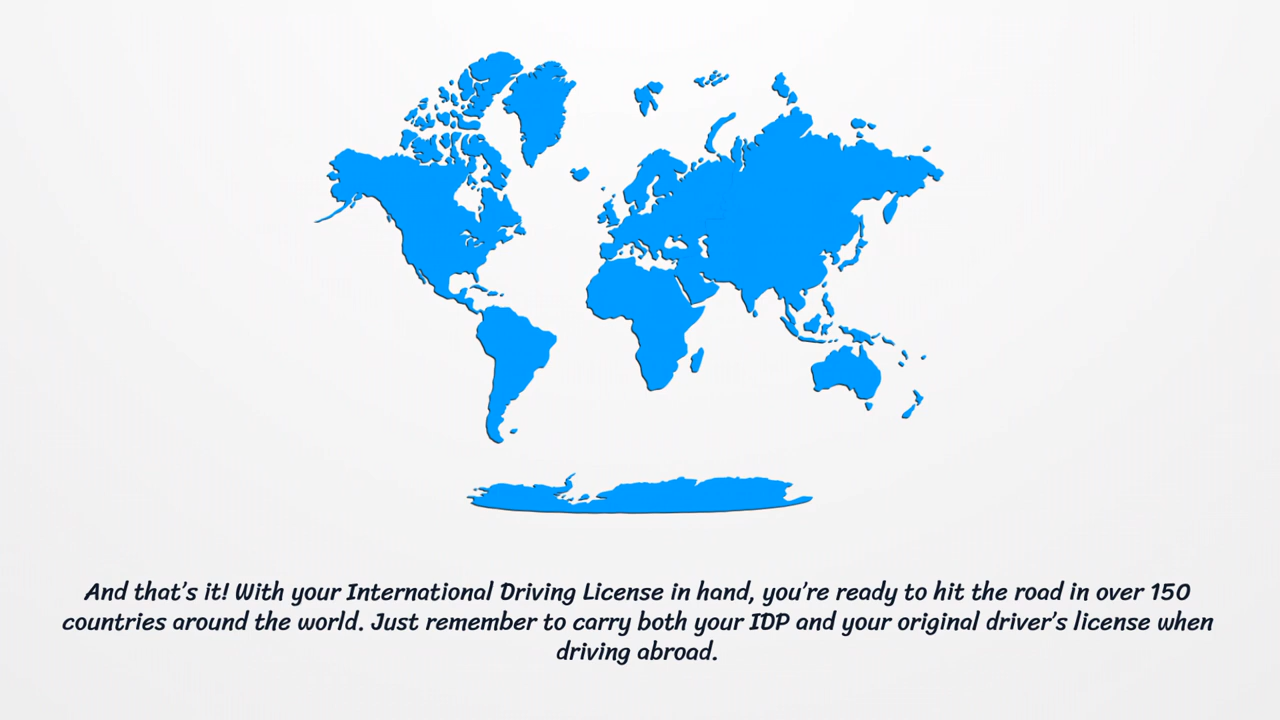 And that's it! With your International Driving License in hand, you're ready to hit the road in over 150
countries around the world. Just remember to carry both your IDP and your original driver's license when
driving abroad.